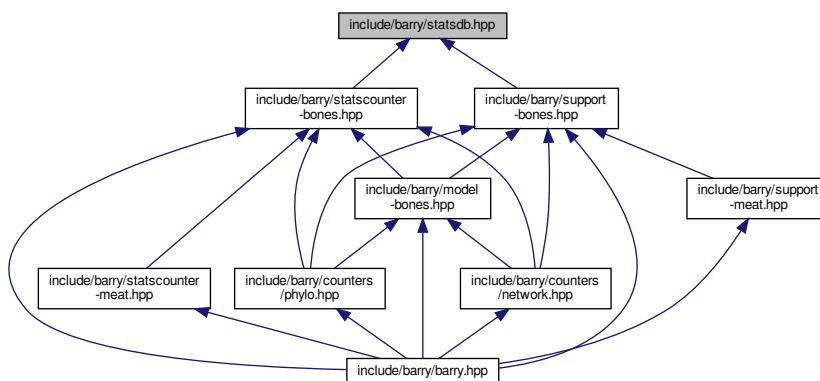 include/barry/statsdb.hpp
include/barry/statscounter
-bones.hpp
include/barry/support
-bones.hpp
include/barry/model
-bones.hpp
include/barry/support
-meat.hpp
include/barry/statscounter
-meat.hpp
include/barry/counters
/phylo.hpp
include/barry/counters
/network.hpp
include/barry/barry.hpp